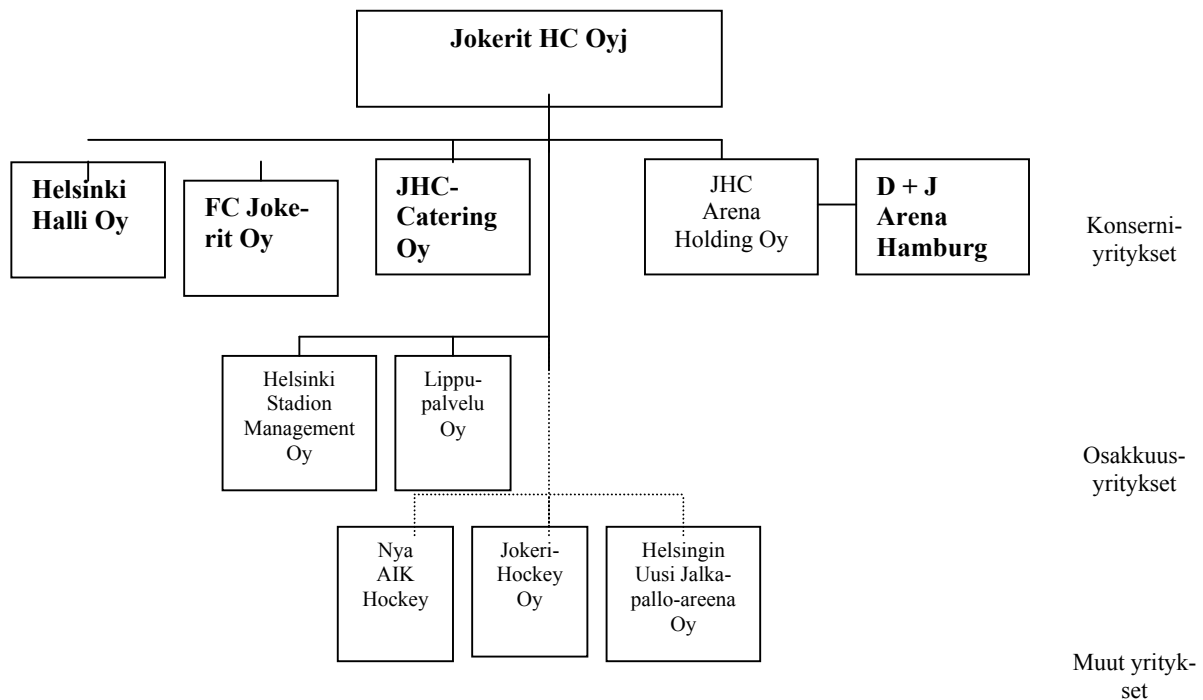 Jokerit HC Oyj
Helsinki
Halli Oy
FC Joke-
rit Oy
JHC-
Catering
Oy
JHC
Arena
Holding Oy
D + J
Arena
Hamburg
Konserni-
yritykset
Helsinki
Stadion
Management
Oy
Lippu-
palvelu
Oy
Osakkuus-
yritykset
Nya
AIK
Hockey
Jokeri-
Hockey
Oy
Helsingin
Uusi Jalka-
pallo-areena
Oy
Muut yrityk-
set